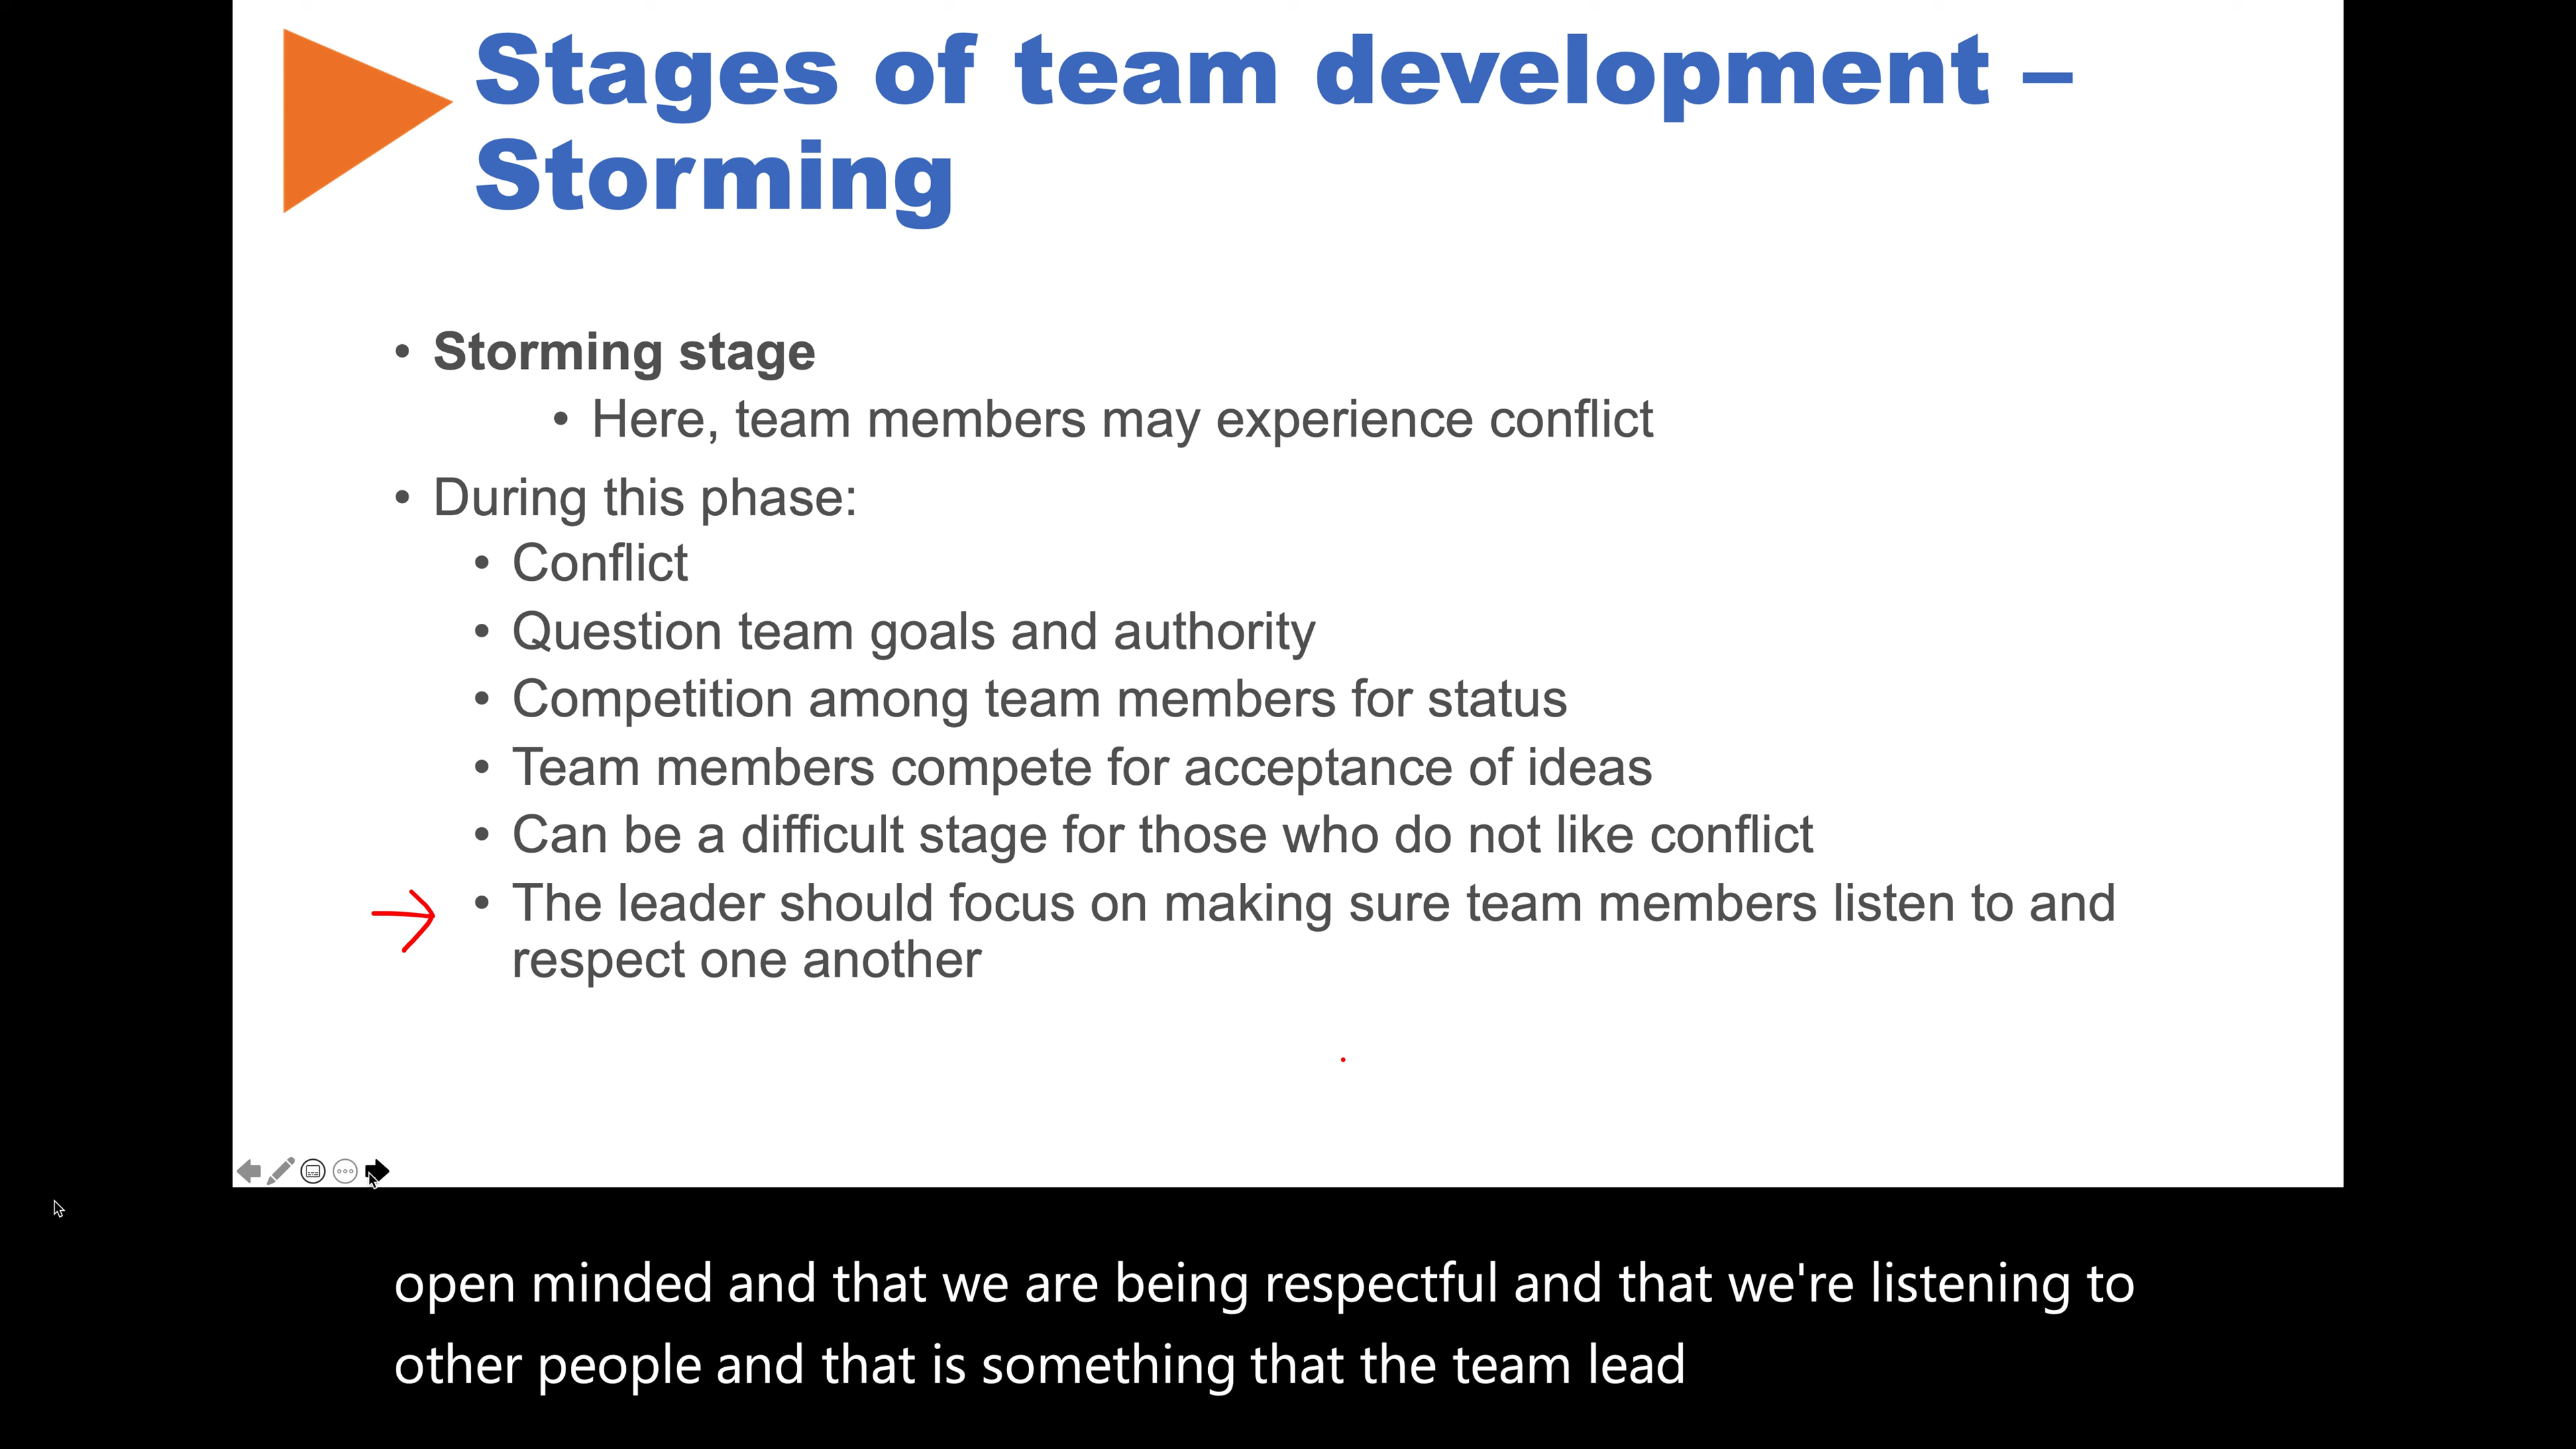 Stages of team development –
Storming
• Storming stage
• Here, team members may experience conflict
• During this phase:
• Conflict
• Question team goals and authority
• Competition among team members for status
• Team members compete for acceptance of ideas
• Can be a difficult stage for those who do not like conflict
• The leader should focus on making sure team members listen to and
respect one another
open minded and that we are being respectful and that we're listening to
other people and that is something that the team lead